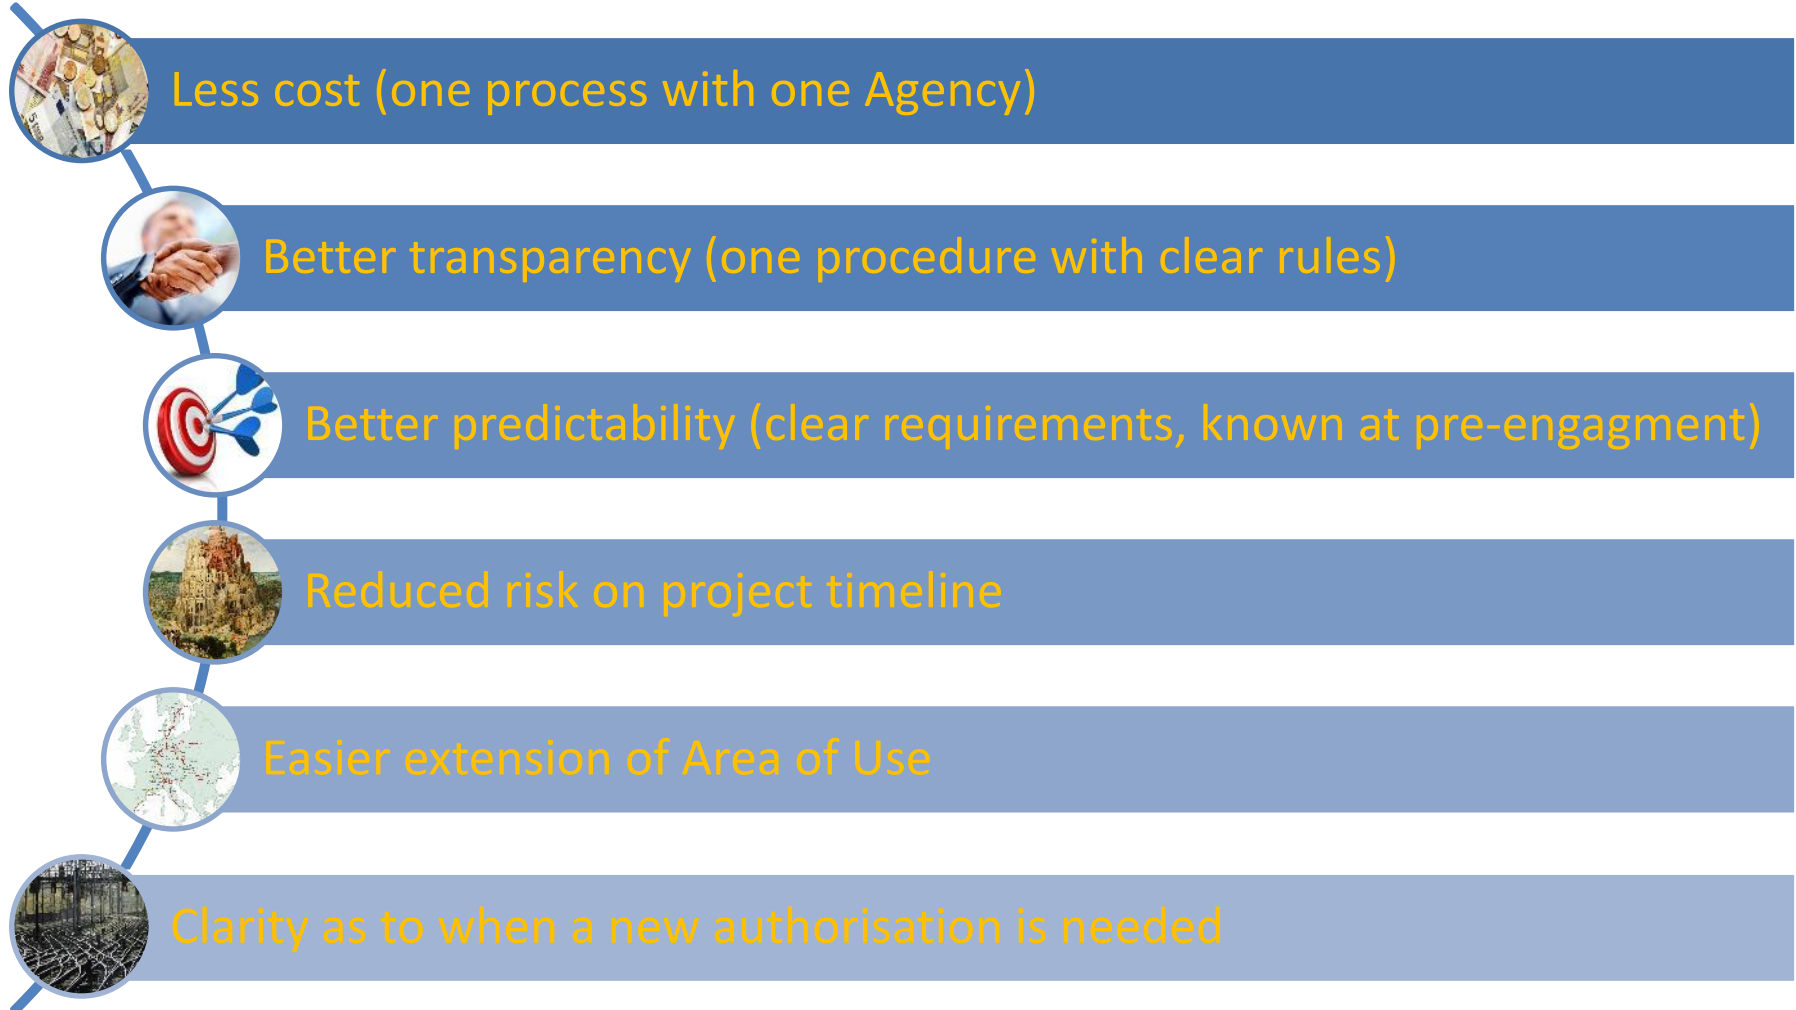 Less cost (one process with one Agency)
Better transparency (one procedure with clear rules)
Better predictability (clear requirements, known at pre-engagment)
Reduced risk on project timeline
Easier extension of Area of Use
Clarity as to when a new authorisation is needed